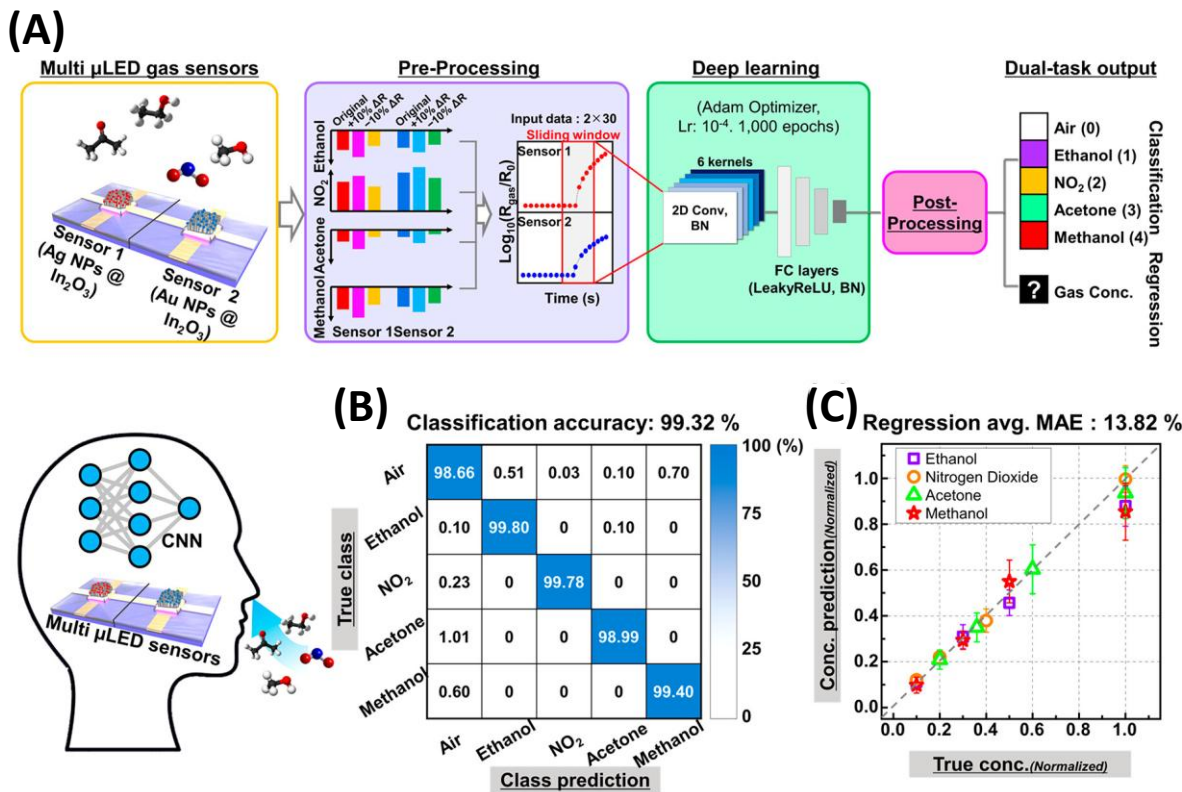 (A)
Multi μLED gas sensors
Sensor 1
(Ag NPs @
In₂O₃)
Sensor 2
(Au NPs @
In₂O₃)
Pre-Processing
Original
+10% ΔR
−10% ΔR
Original
+10% ΔR
−10% ΔR
Ethanol
NO₂
Acetone
Methanol
Sensor 1
Sensor 2
Input data : 2×30
Sliding window
Sensor 1
Sensor 2
Log₁₀(Rgas/R₀)
Time (s)
Deep learning
(Adam Optimizer,
Lr: 10⁻⁴. 1,000 epochs)
6 kernels
2D Conv,
BN
FC layers
(LeakyReLU, BN)
Post-
Processing
Dual-task output
Air (0)
Ethanol (1)
NO₂ (2)
Acetone (3)
Methanol (4)
? Gas Conc.
Classification
Regression
CNN
Multi μLED sensors
(B)
Classification accuracy: 99.32 %
True class
Air 98.66 0.51 0.03 0.10 0.70
Ethanol 0.10 99.80 0 0.10 0
NO₂ 0.23 0 99.78 0 0
Acetone 1.01 0 0 98.99 0
Methanol 0.60 0 0 0 99.40
Air Ethanol NO₂ Acetone Methanol
Class prediction
100 (%)
75
50
25
0
(C)
Regression avg. MAE : 13.82 %
Ethanol
Nitrogen Dioxide
Acetone
Methanol
Conc. prediction(Normalized)
1.0
0.8
0.6
0.4
0.2
0.0
0.0 0.2 0.4 0.6 0.8 1.0
True conc.(Normalized)